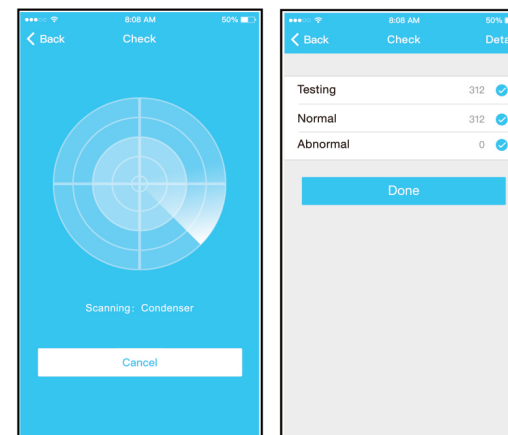 8:08 AM
50%
Back
Check
Scanning: Condenser
Cancel
8:08 AM
50%
Back
Check
Testing 312
Normal 312
Abnormal 0
Done